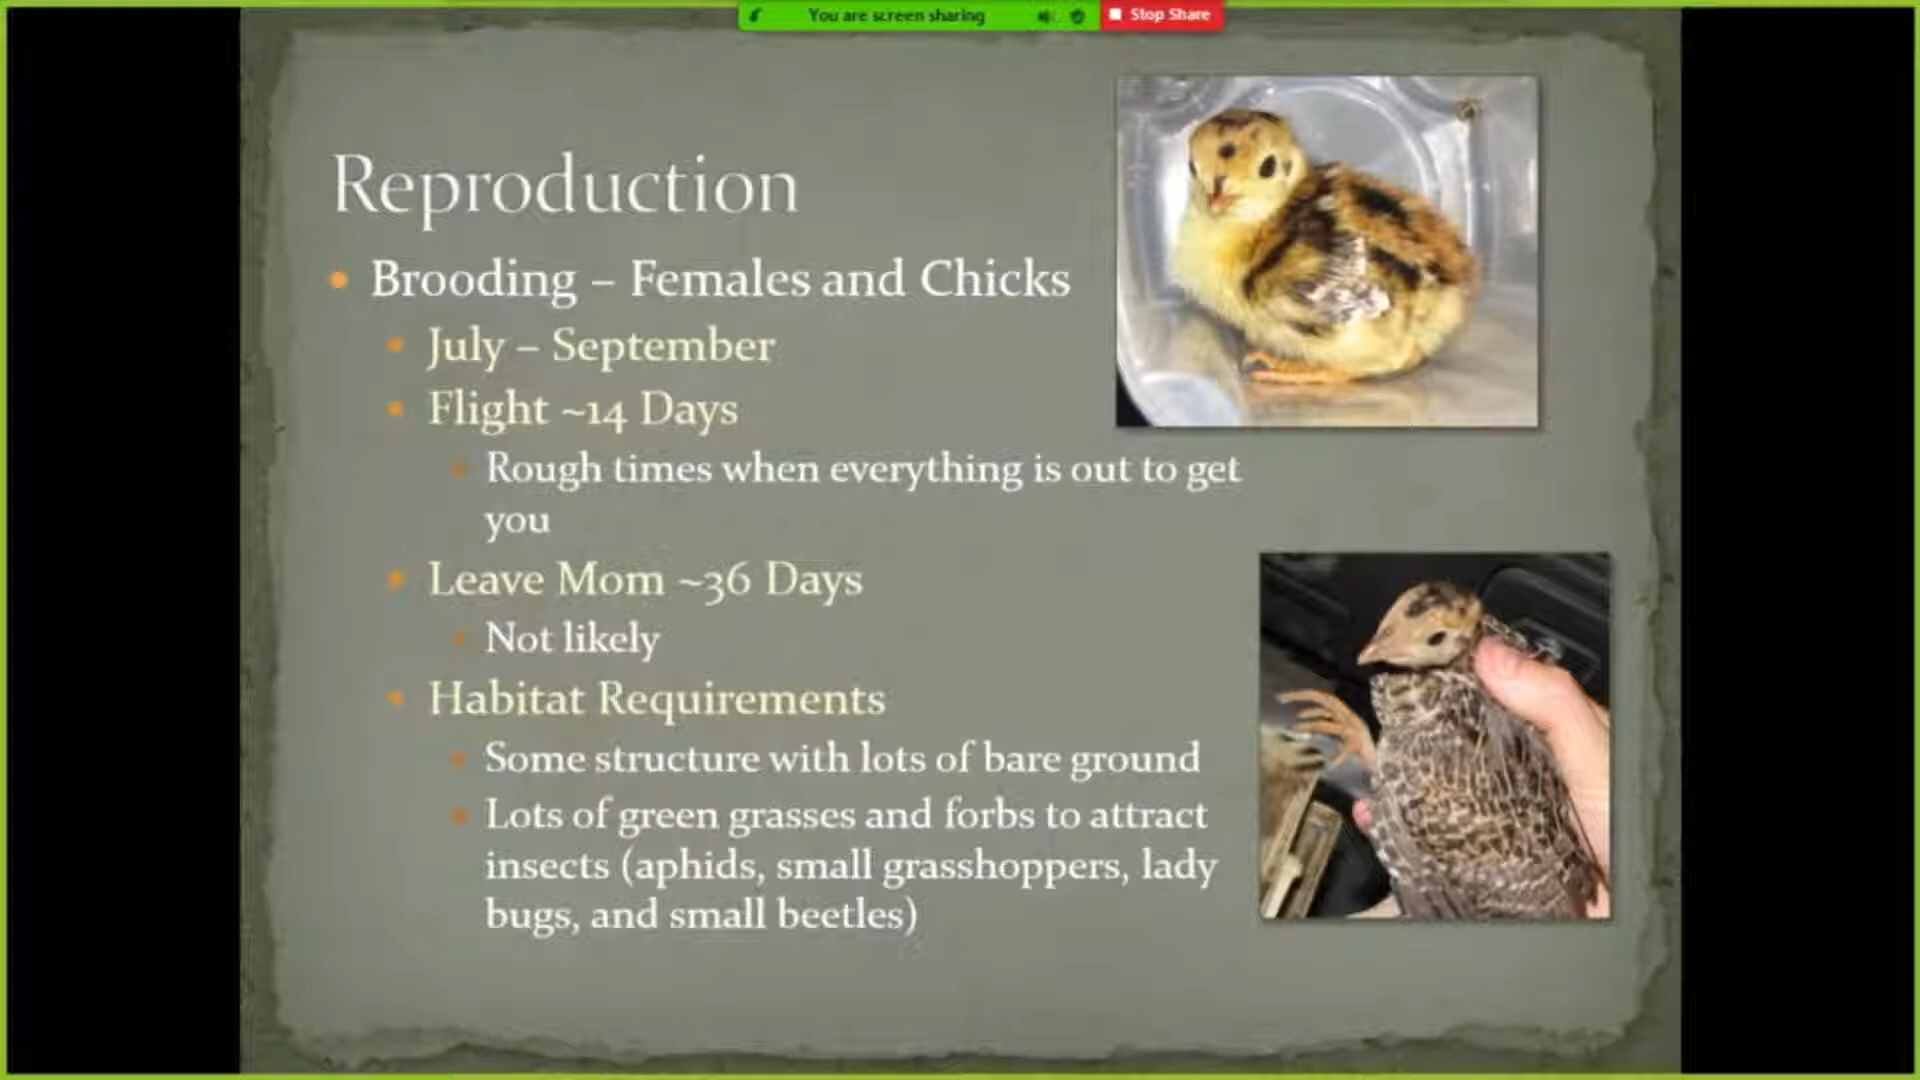 You are screen sharing
Stop Share
Reproduction
Brooding – Females and Chicks
July – September
Flight ~14 Days
Rough times when everything is out to get
you
Leave Mom ~36 Days
Not likely
Habitat Requirements
Some structure with lots of bare ground
Lots of green grasses and forbs to attract
insects (aphids, small grasshoppers, lady
bugs, and small beetles)